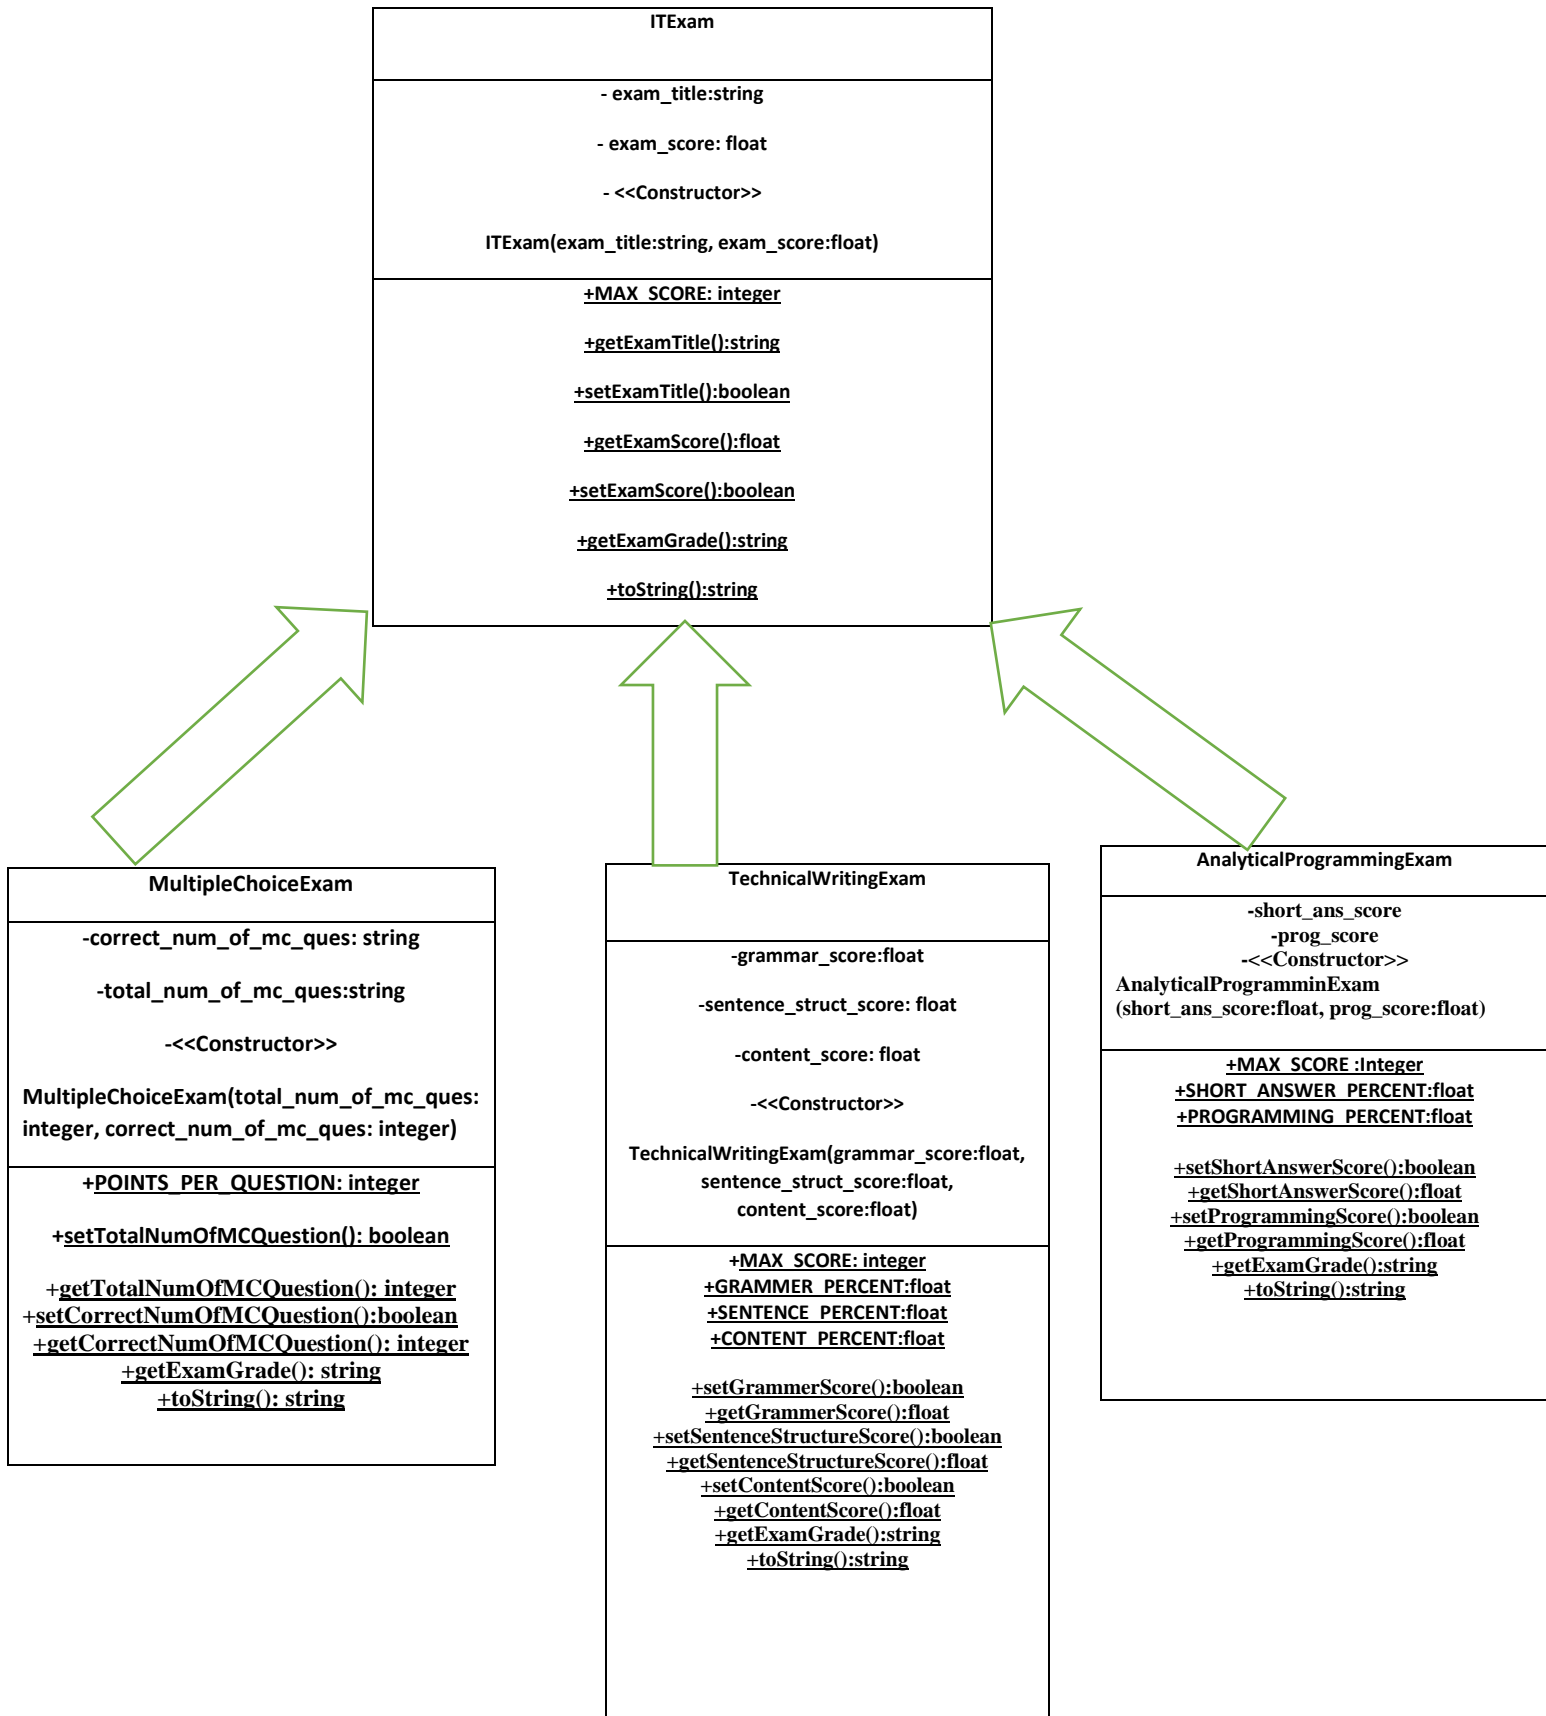 ITExam
- exam_title:string
- exam_score: float
- <<Constructor>>
ITExam(exam_title:string, exam_score:float)
+MAX_SCORE: integer
+getExamTitle():string
+setExamTitle():boolean
+getExamScore():float
+setExamScore():boolean
+getExamGrade():string
+toString():string
MultipleChoiceExam
-correct_num_of_mc_ques: string
-total_num_of_mc_ques:string
-<<Constructor>>
MultipleChoiceExam(total_num_of_mc_ques:
integer, correct_num_of_mc_ques: integer)
+POINTS_PER_QUESTION: integer
+setTotalNumOfMCQuestion(): boolean
+getTotalNumOfMCQuestion(): integer
+setCorrectNumOfMCQuestion():boolean
+getCorrectNumOfMCQuestion(): integer
+getExamGrade(): string
+toString(): string
TechnicalWritingExam
-grammar_score:float
-sentence_struct_score: float
-content_score: float
-<<Constructor>>
TechnicalWritingExam(grammar_score:float,
sentence_struct_score:float,
content_score:float)
+MAX_SCORE: integer
+GRAMMER_PERCENT:float
+SENTENCE_PERCENT:float
+CONTENT_PERCENT:float
+setGrammerScore():boolean
+getGrammerScore():float
+setSentenceStructureScore():boolean
+getSentenceStructureScore():float
+setContentScore():boolean
+getContentScore():float
+getExamGrade():string
+toString():string
AnalyticalProgrammingExam
-short_ans_score
-prog_score
-<<Constructor>>
AnalyticalProgramminExam
(short_ans_score:float, prog_score:float)
+MAX_SCORE :Integer
+SHORT_ANSWER_PERCENT:float
+PROGRAMMING_PERCENT:float
+setShortAnswerScore():boolean
+getShortAnswerScore():float
+setProgrammingScore():boolean
+getProgrammingScore():float
+getExamGrade():string
+toString():string